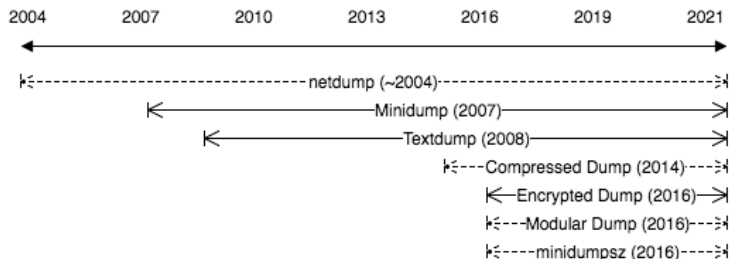 2004 2007 2010 2013 2016 2019 2021
netdump (~2004)
Minidump (2007)
Textdump (2008)
Compressed Dump (2014)
Encrypted Dump (2016)
Modular Dump (2016)
minidumpsz (2016)